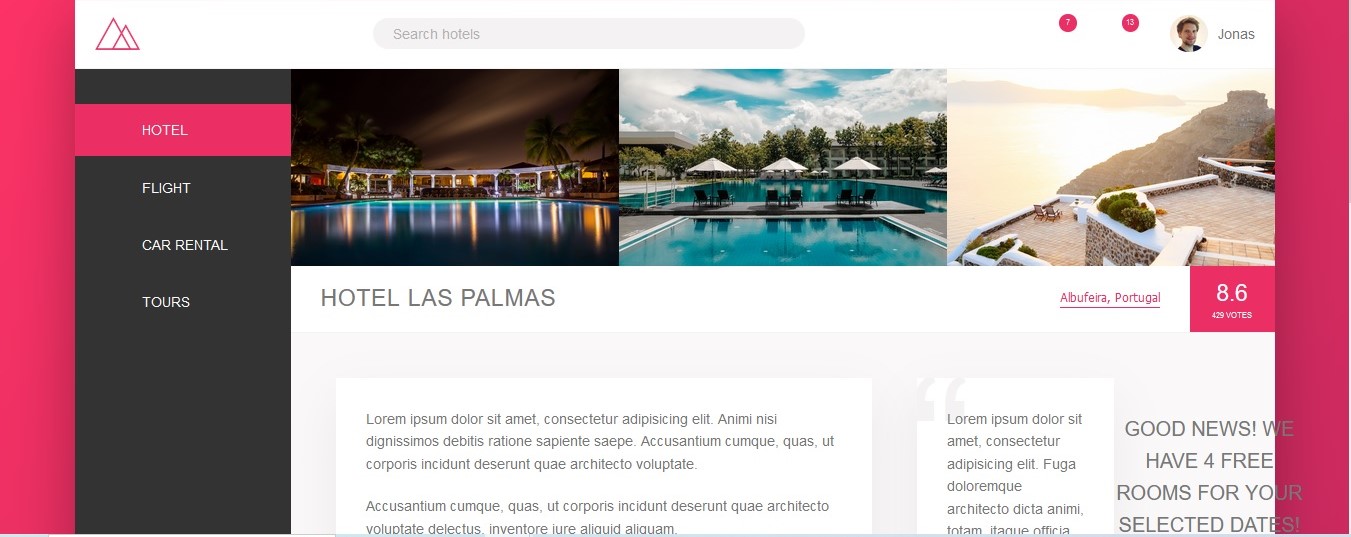 Search hotels
7
13
Jonas
HOTEL
FLIGHT
CAR RENTAL
TOURS
HOTEL LAS PALMAS
Albufeira, Portugal
8.6
429 VOTES
Lorem ipsum dolor sit amet, consectetur adipisicing elit. Animi nisi
dignissimos debitis ratione sapiente saepe. Accusantium cumque, quas, ut
corporis incidunt deserunt quae architecto voluptate.
Accusantium cumque, quas, ut corporis incidunt deserunt quae architecto
voluptate delectus, inventore iure aliquid aliquam.
“
Lorem ipsum dolor sit
amet, consectetur
adipisicing elit. Fuga
doloremque
architecto dicta animi,
totam, itaque officia
GOOD NEWS! WE
HAVE 4 FREE
ROOMS FOR YOUR
SELECTED DATES!